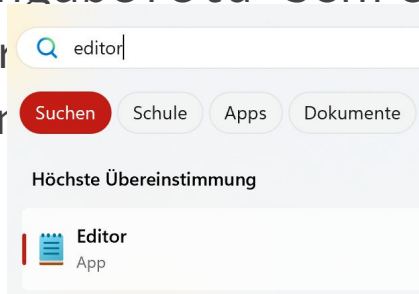 editor
Suchen Schule Apps Dokumente
Höchste Übereinstimmung
Editor
App